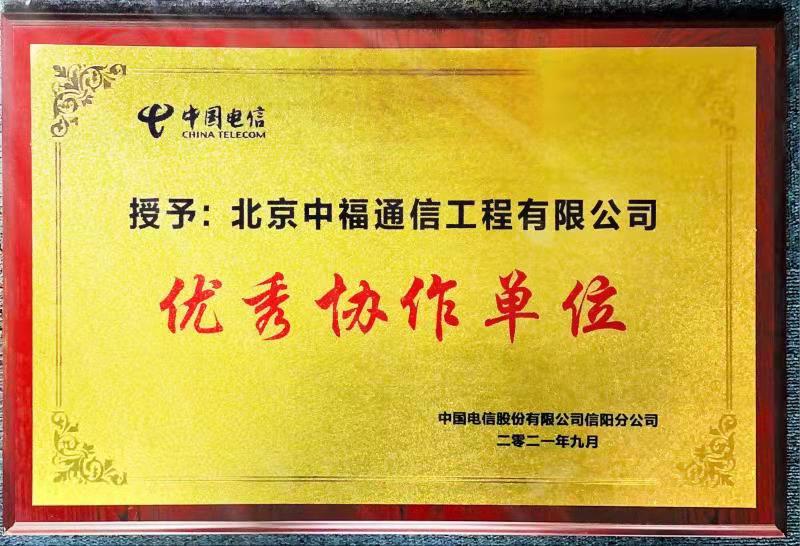 中国电信
CHINA TELECOM
授予：北京中福通信工程有限公司
优秀协作单位
中国电信股份有限公司信阳分公司
二零二一年九月